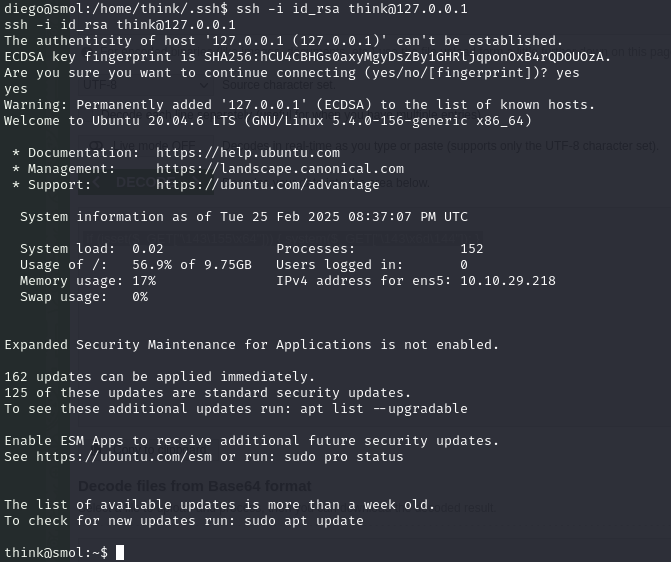 diego@smol:/home/think/.ssh$ ssh -i id_rsa think@127.0.0.1
ssh -i id_rsa think@127.0.0.1
The authenticity of host '127.0.0.1 (127.0.0.1)' can't be established.
ECDSA key fingerprint is SHA256:hCU4CBHGs0axyMgyDsZBy1GHRljqponOxB4rQDOUOzA.
Are you sure you want to continue connecting (yes/no/[fingerprint])? yes
yes
Warning: Permanently added '127.0.0.1' (ECDSA) to the list of known hosts.
Welcome to Ubuntu 20.04.6 LTS (GNU/Linux 5.4.0-156-generic x86_64)
* Documentation: https://help.ubuntu.com
* Management: https://landscape.canonical.com
* Support: https://ubuntu.com/advantage
System information as of Tue 25 Feb 2025 08:37:07 PM UTC
System load: 0.02 Processes: 152
Usage of /: 56.9% of 9.75GB Users logged in: 0
Memory usage: 17% IPv4 address for ens5: 10.10.29.218
Swap usage: 0%
Expanded Security Maintenance for Applications is not enabled.
162 updates can be applied immediately.
125 of these updates are standard security updates.
To see these additional updates run: apt list --upgradable
Enable ESM Apps to receive additional future security updates.
See https://ubuntu.com/esm or run: sudo pro status
Decode files from Base64 format
The list of available updates is more than a week old.
To check for new updates run: sudo apt update
think@smol:~$